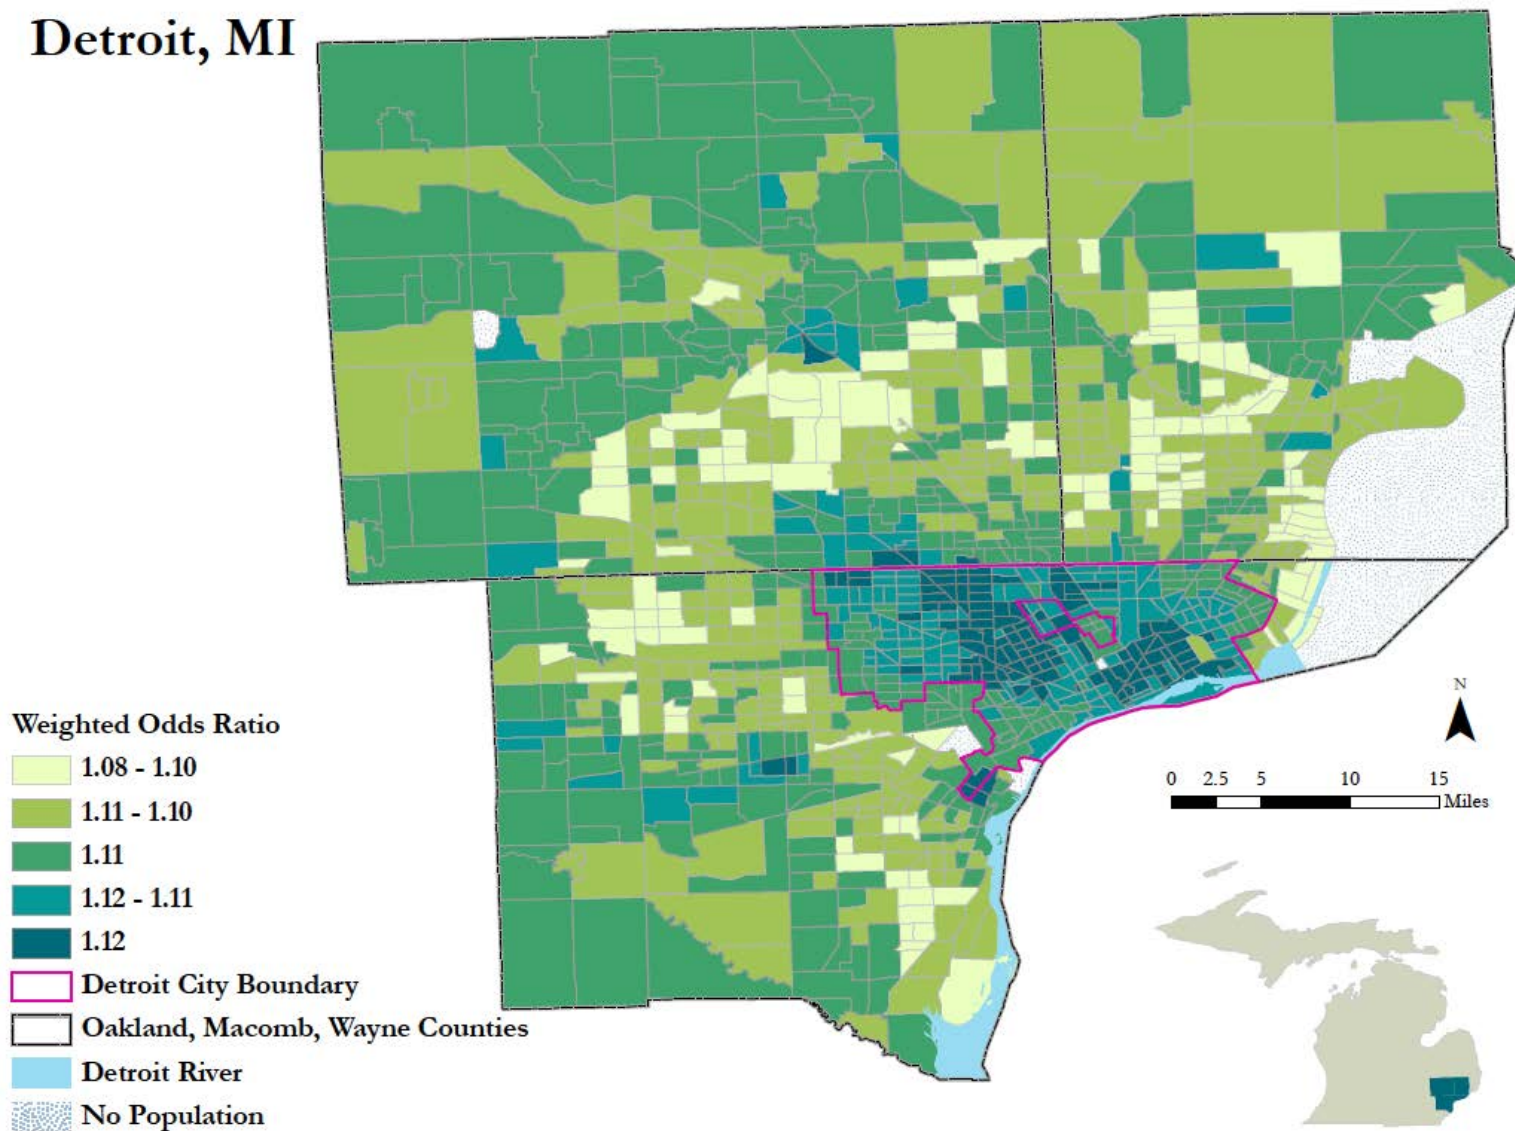 Detroit, MI
Weighted Odds Ratio
1.08 - 1.10
1.11 - 1.10
1.11
1.12 - 1.11
1.12
Detroit City Boundary
Oakland, Macomb, Wayne Counties
Detroit River
No Population
N
0 2.5 5 10 15
Miles